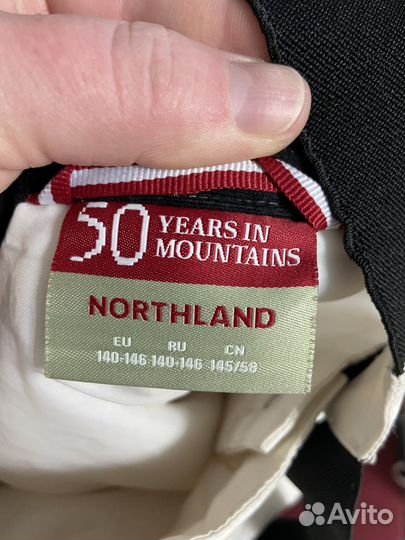 50 YEARS IN
MOUNTAINS
NORTHLAND
EU RU CN
140-146 140-146 145/58
Avito